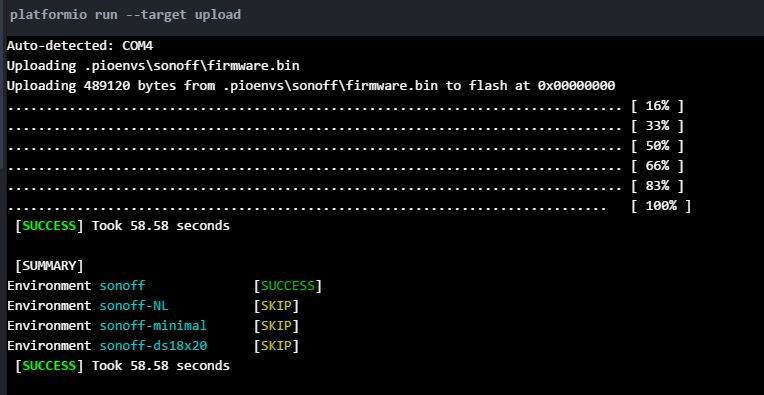 platformio run --target upload
Auto-detected: COM4
Uploading .pioenvs\sonoff\firmware.bin
Uploading 489120 bytes from .pioenvs\sonoff\firmware.bin to flash at 0x00000000
................................................................................ [ 16% ]
................................................................................ [ 33% ]
................................................................................ [ 50% ]
................................................................................ [ 66% ]
................................................................................ [ 83% ]
..............................................................................   [ 100% ]
[SUCCESS] Took 58.58 seconds
[SUMMARY]
Environment sonoff [SUCCESS]
Environment sonoff-NL [SKIP]
Environment sonoff-minimal [SKIP]
Environment sonoff-ds18x20 [SKIP]
[SUCCESS] Took 58.58 seconds